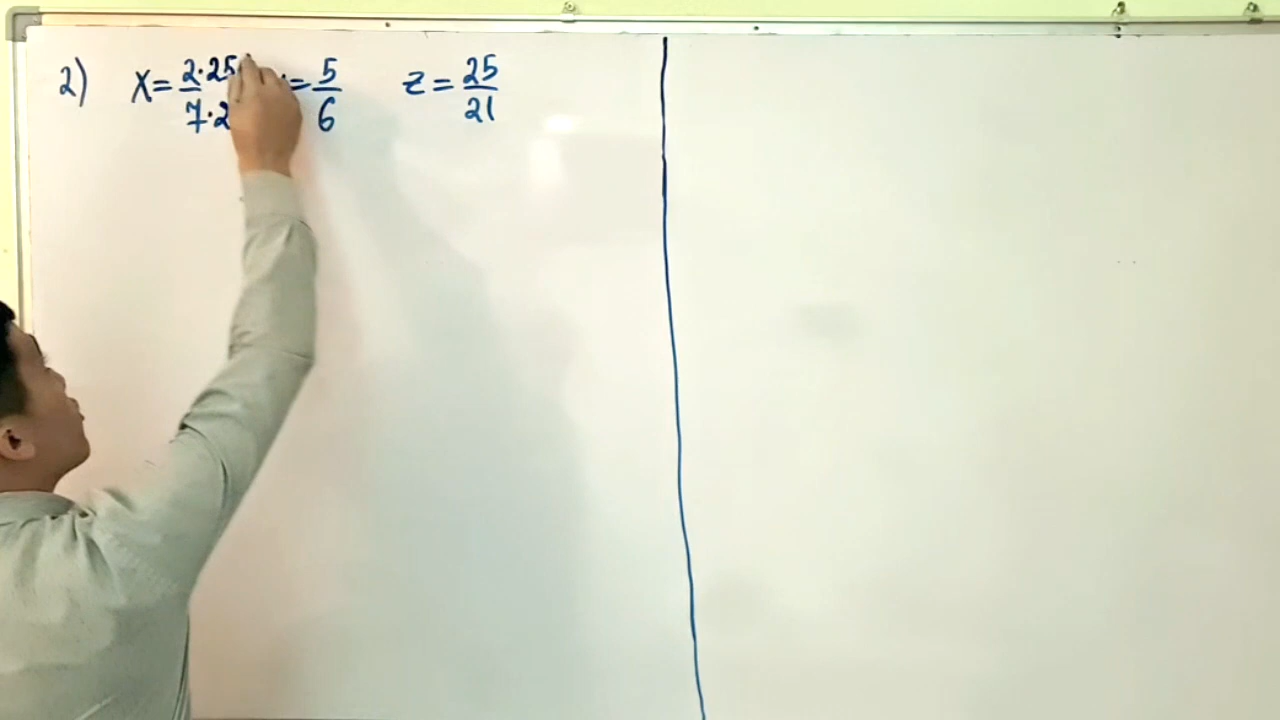 2) X = 2·25/7·2 = 5/6 z = 25/21